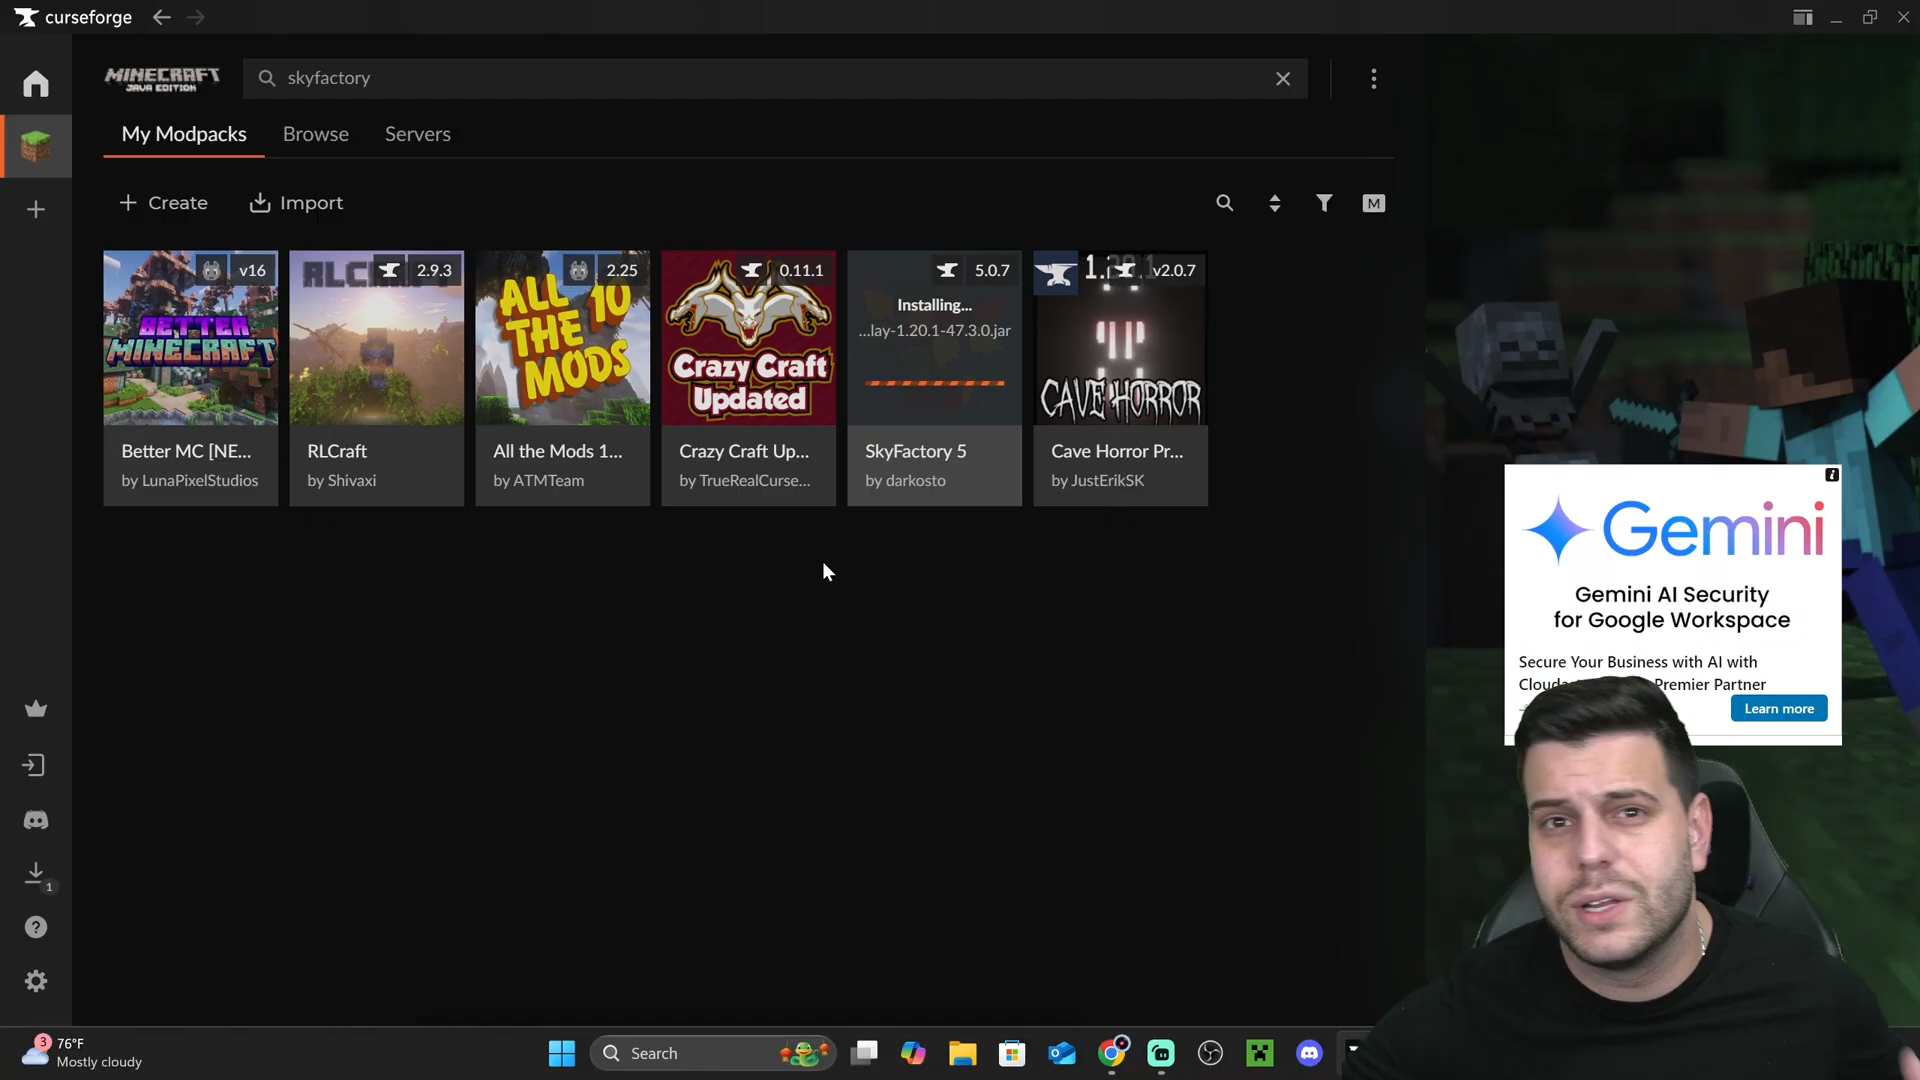 curseforge
MINECRAFT
JAVA EDITION
skyfactory
My Modpacks
Browse
Servers
Create
Import
M
v16
BETTER
MINECRAFT
Better MC [NE...
by LunaPixelStudios
2.9.3
RLCraft
by Shivaxi
2.25
ALL
THE 10
MODS
All the Mods 1...
by ATMTeam
0.11.1
Crazy Craft
Updated
Crazy Craft Up...
by TrueRealCurse...
5.0.7
Installing...
...lay-1.20.1-47.3.0.jar
SkyFactory 5
by darkosto
v2.0.7
CAVE HORROR
Cave Horror Pr...
by JustErikSK
Gemini
Gemini AI Security
for Google Workspace
Secure Your Business with AI with
Premier Partner
Learn more
1
3
76°F
Mostly cloudy
Search